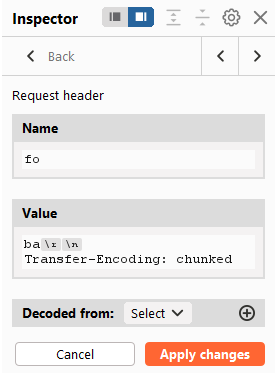 Inspector
Back
Request header
Name
fo
Value
ba\r\n
Transfer-Encoding: chunked
Decoded from: Select
Cancel Apply changes